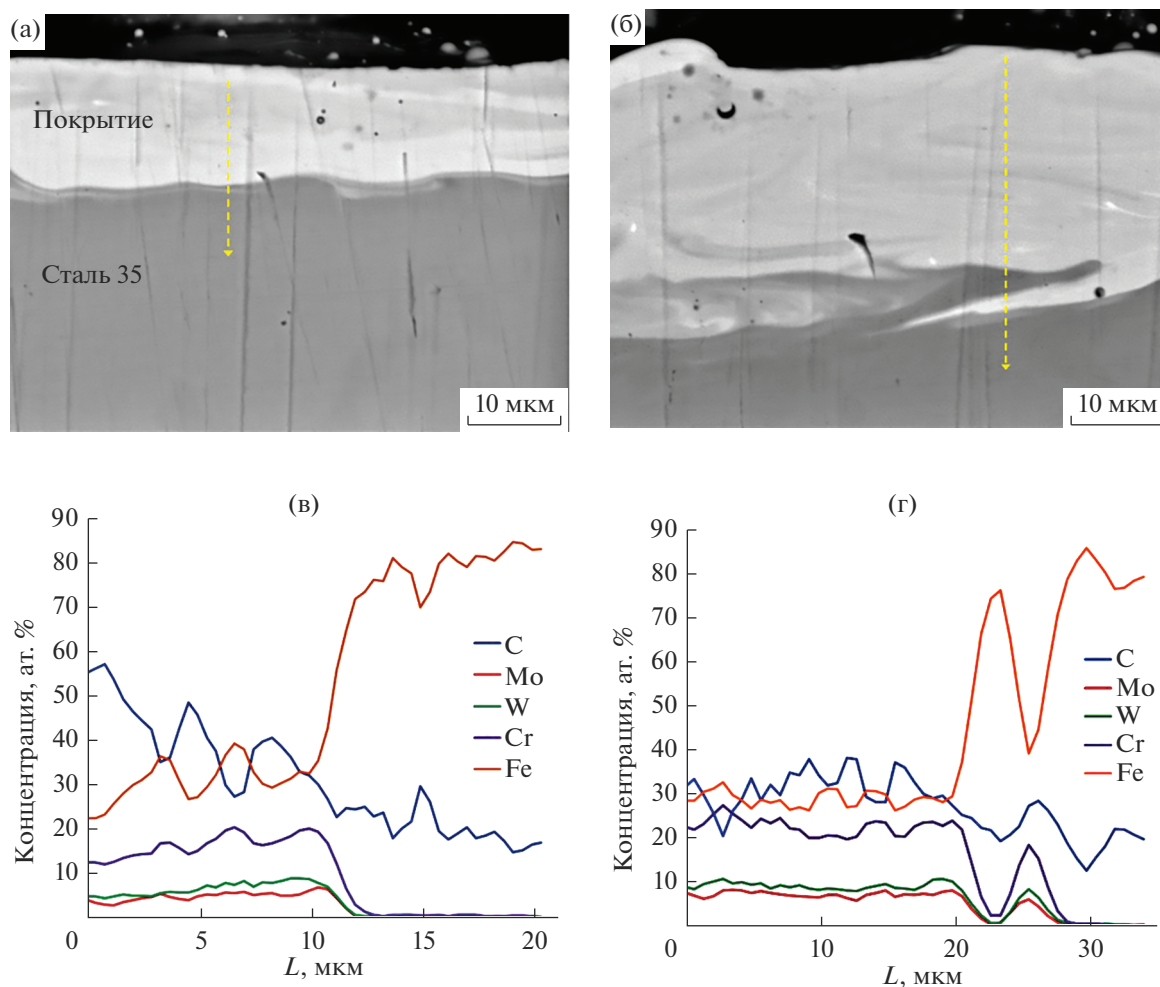 (а)
Покрытие
Сталь 35
10 мкм
(б)
10 мкм
(в)
90
80
70
60
50
40
30
20
10
0
5
10
15
20
Концентрация, ат. %
L, мкм
C
Mo
W
Cr
Fe
(г)
90
80
70
60
50
40
30
20
10
0
10
20
30
Концентрация, ат. %
L, мкм
C
Mo
W
Cr
Fe